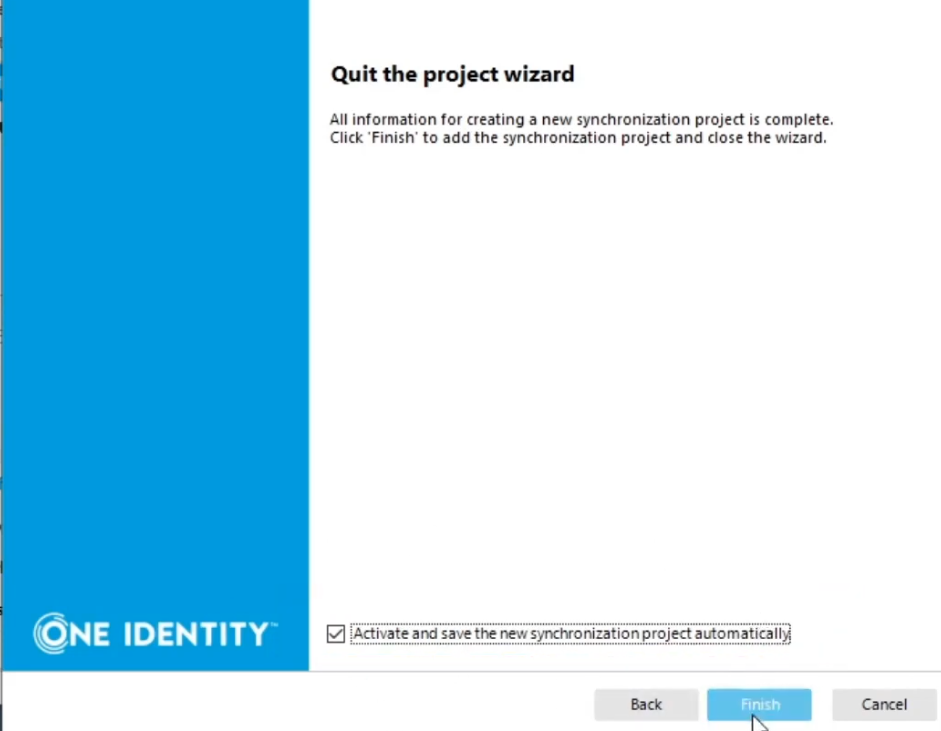 Quit the project wizard
All information for creating a new synchronization project is complete.
Click 'Finish' to add the synchronization project and close the wizard.
ONE IDENTITY™
Activate and save the new synchronization project automatically
Back
Finish
Cancel